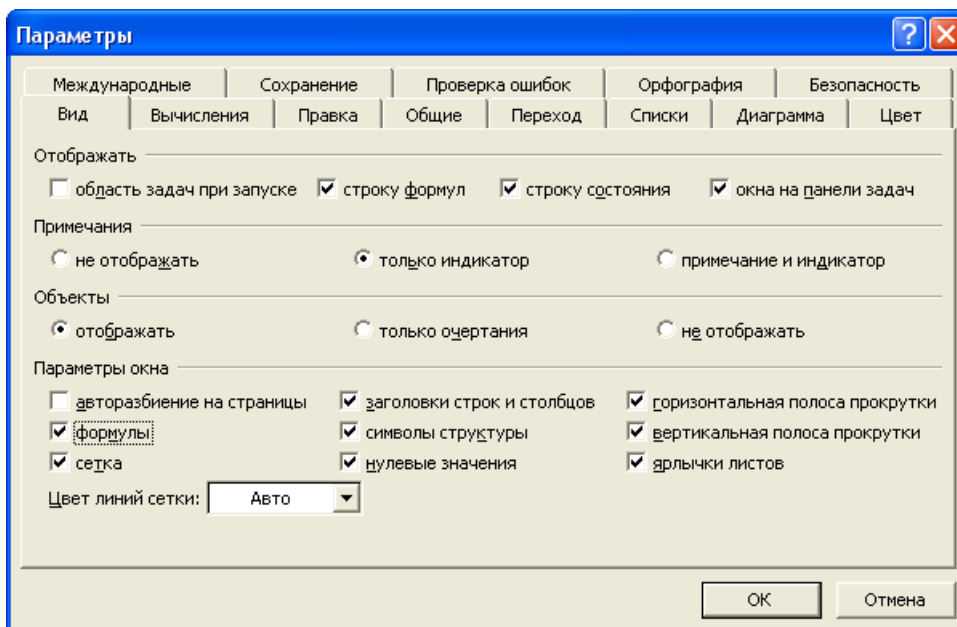 Параметры
Международные Сохранение Проверка ошибок Орфография Безопасность
Вид Вычисления Правка Общие Переход Списки Диаграмма Цвет
Отображать
область задач при запуске строку формул строку состояния окна на панели задач
Примечания
не отображать только индикатор примечание и индикатор
Объекты
отображать только очертания не отображать
Параметры окна
авторазбиение на страницы заголовки строк и столбцов горизонтальная полоса прокрутки
формулы символы структуры вертикальная полоса прокрутки
сетка нулевые значения ярлычки листов
Цвет линий сетки: Авто
ОК Отмена